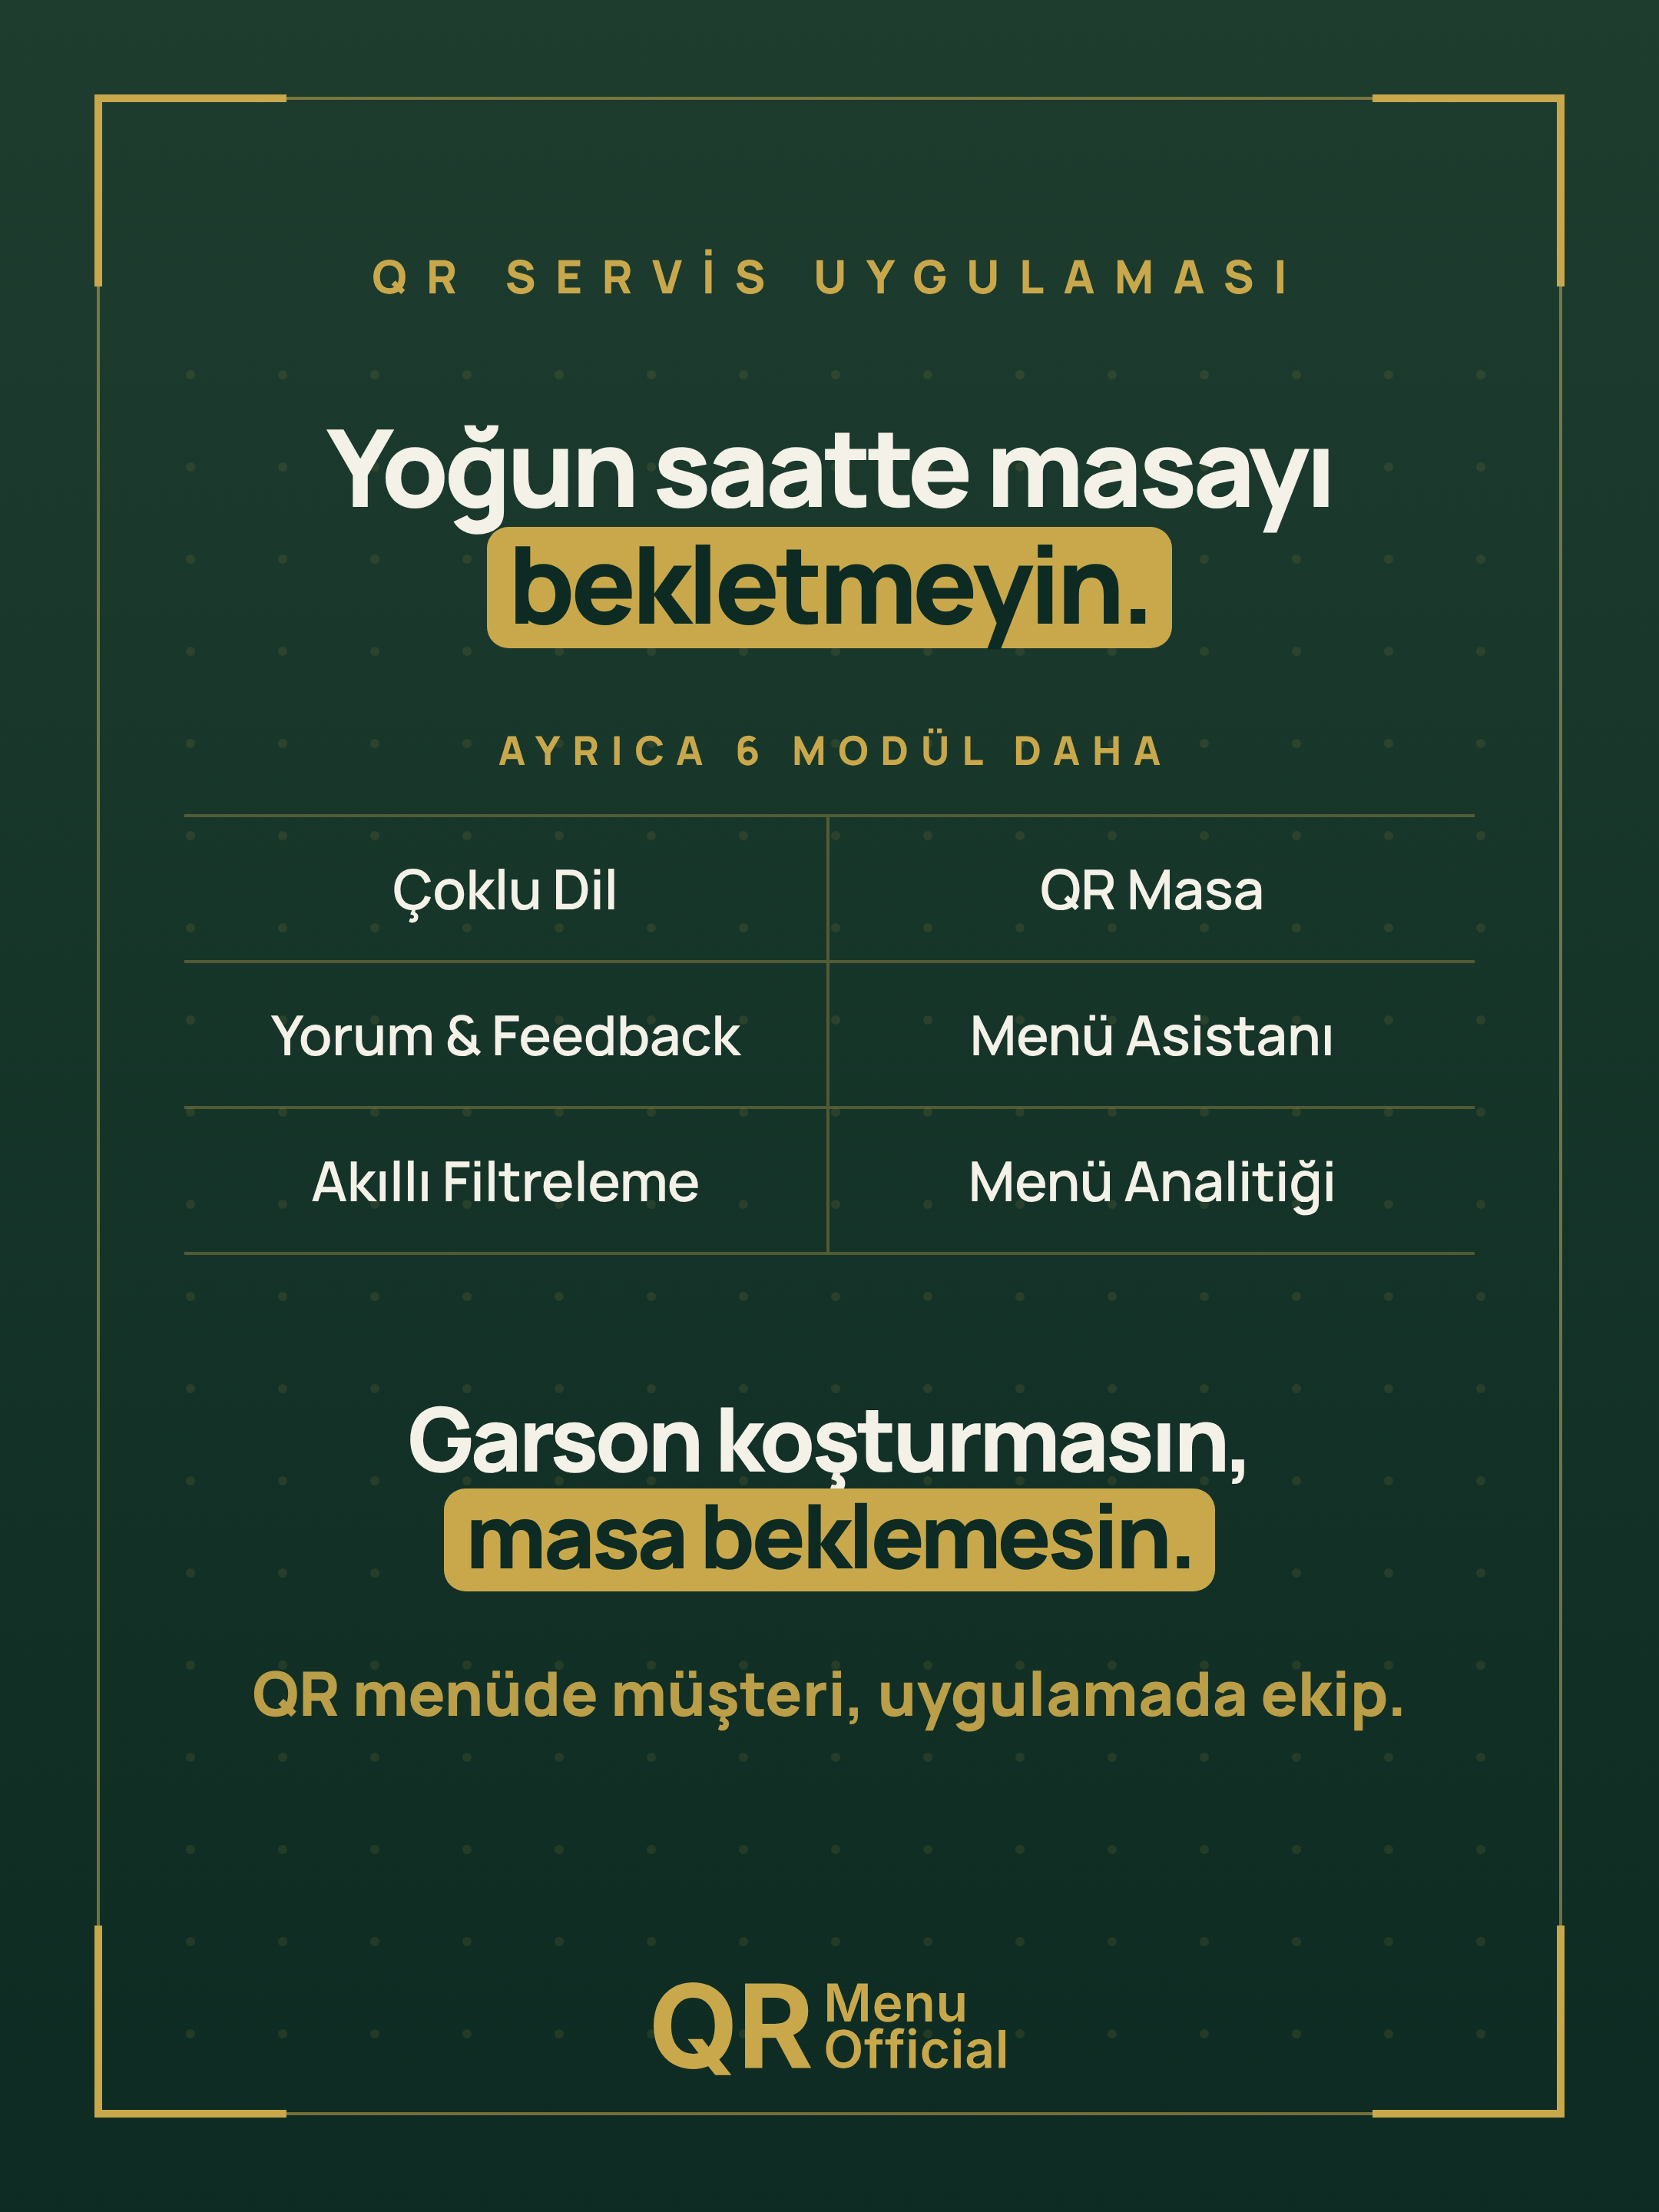 QR SERVİS UYGULAMASI
Yoğun saatte masayı
bekletmeyin.
AYRICA 6 MODÜL DAHA
Çoklu Dil
QR Masa
Yorum & Feedback
Menü Asistanı
Akıllı Filtreleme
Menü Analitiği
Garson koşturmasın,
masa beklemesin.
QR menüde müşteri, uygulamada ekip.
QR Menu
Official